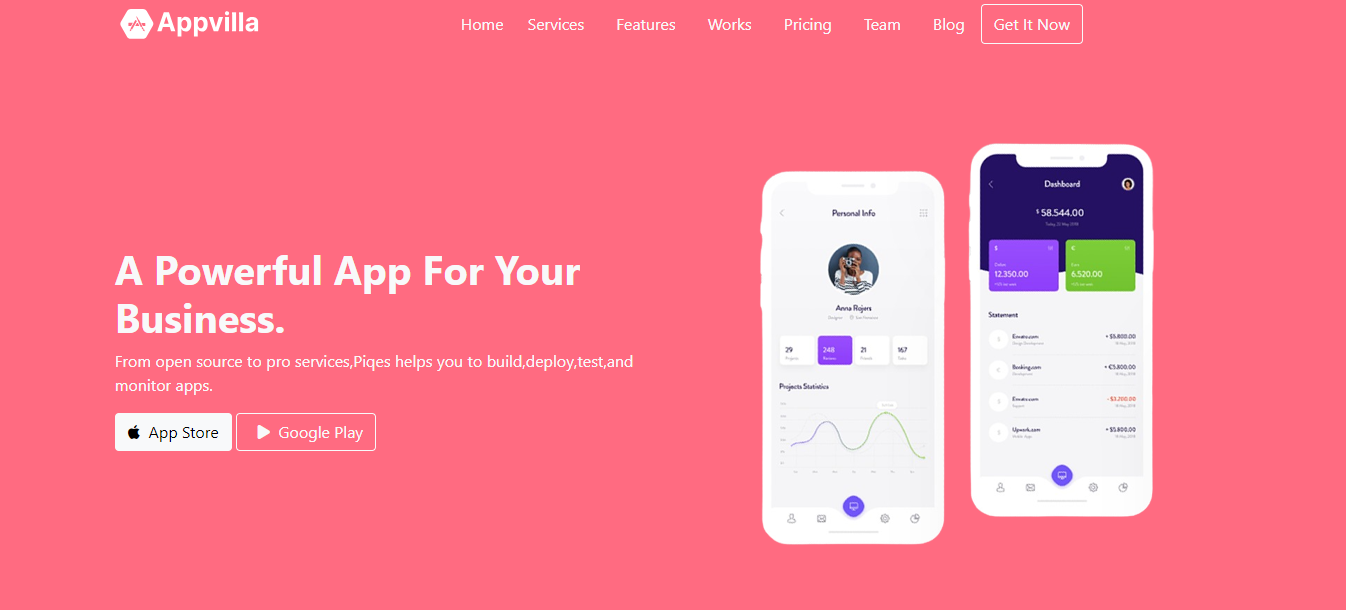 Appvilla
Home Services Features Works Pricing Team Blog Get It Now
A Powerful App For Your
Business.
From open source to pro services,Piqes helps you to build,deploy,test,and
monitor apps.
App Store Google Play
Personal Info
Anna Rojers
Designer San Francisco
29 248 21 167
Projects
Projects Statistics
Dashboard
$ 58.544.00
$ €
12.350.00 6.520.00
Statement
Envato.com + $5.800.00
Booking.com + €5.800.00
Envato.com - $3.200.00
Upwork.com + $5.800.00